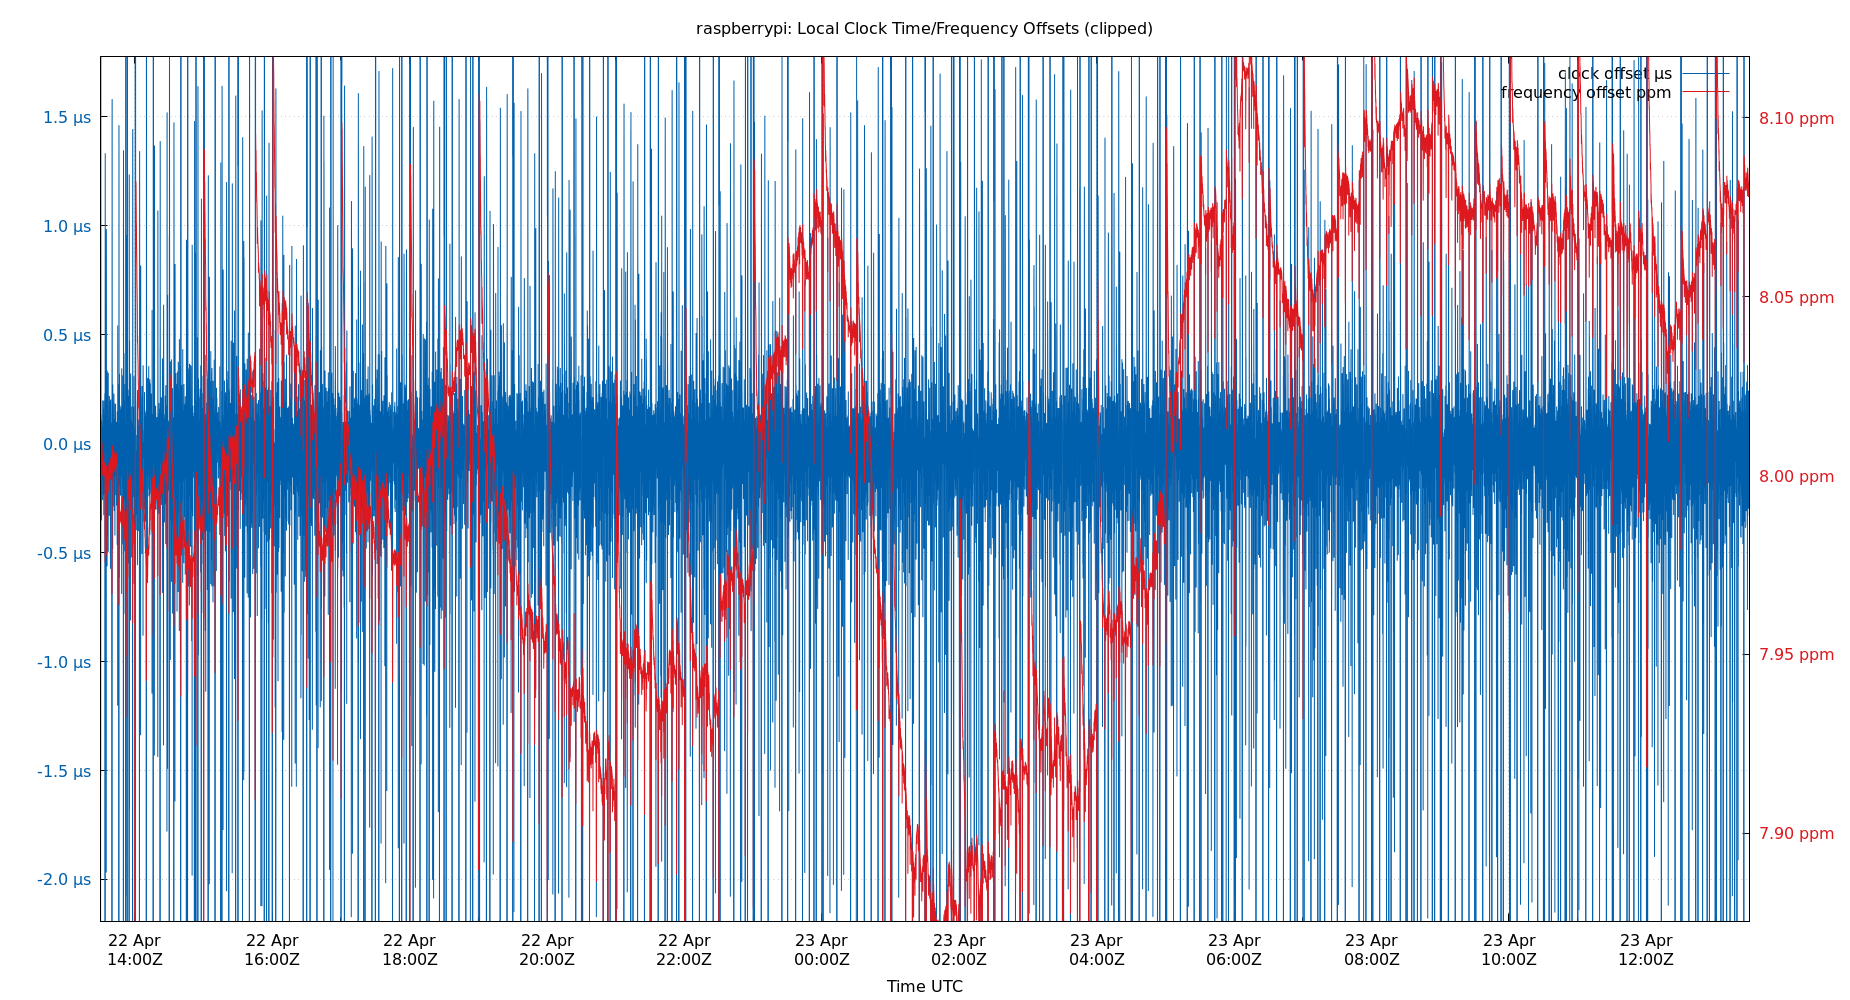 raspberrypi: Local Clock Time/Frequency Offsets (clipped)
clock offset µs
frequency offset ppm
1.5 µs
1.0 µs
0.5 µs
0.0 µs
-0.5 µs
-1.0 µs
-1.5 µs
-2.0 µs
8.10 ppm
8.05 ppm
8.00 ppm
7.95 ppm
7.90 ppm
22 Apr
14:00Z
22 Apr
16:00Z
22 Apr
18:00Z
22 Apr
20:00Z
22 Apr
22:00Z
23 Apr
00:00Z
23 Apr
02:00Z
23 Apr
04:00Z
23 Apr
06:00Z
23 Apr
08:00Z
23 Apr
10:00Z
23 Apr
12:00Z
Time UTC